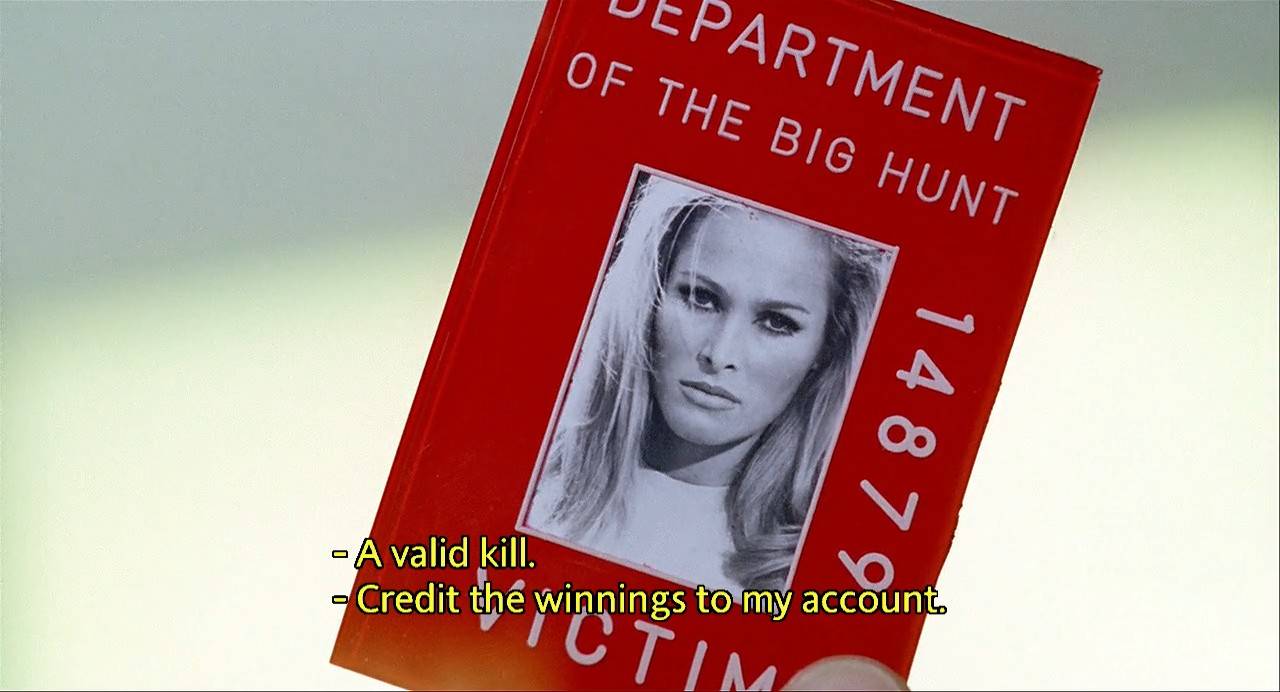 DEPARTMENT
OF THE BIG HUNT
14879
- A valid kill.
- Credit the winnings to my account.
VICTIM